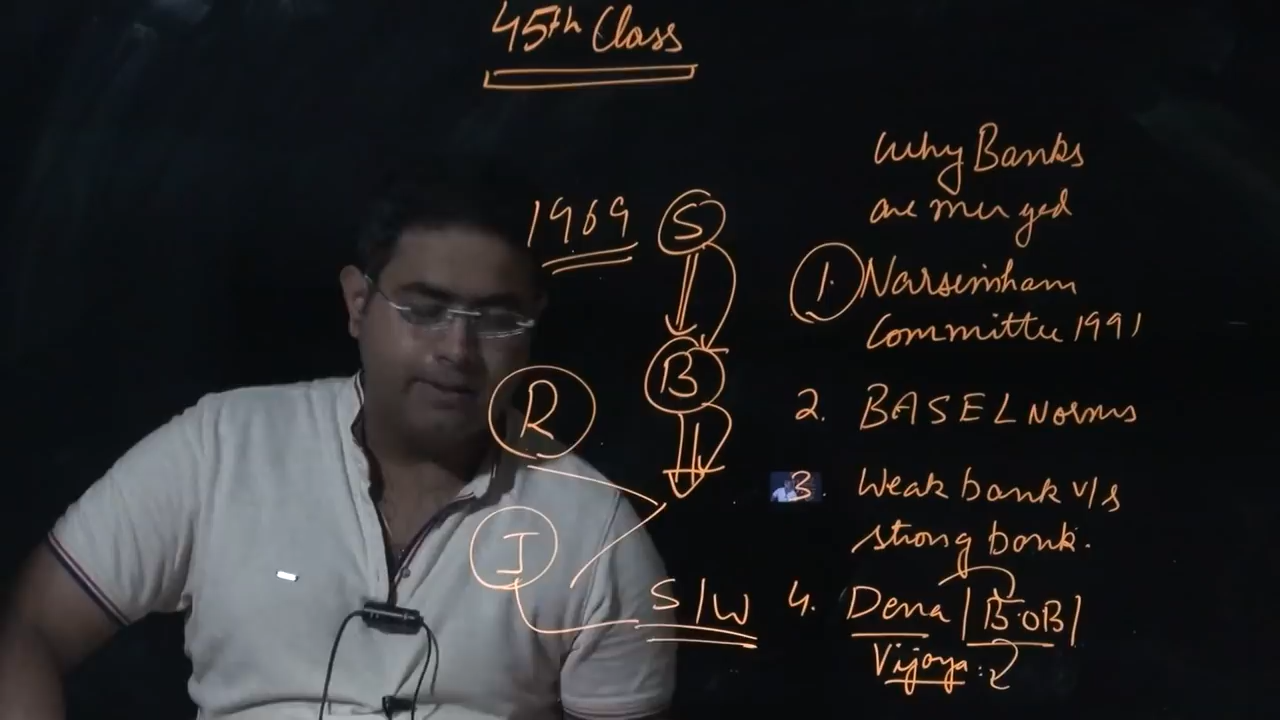 45th Class
1969 S
B
R
I
S/W
Why Banks
are merged
1. Narsimham
Committee 1991
2. BASEL Norms
3. Weak bank v/s
strong bank.
4. Dena |B.OB|
Vijaya :